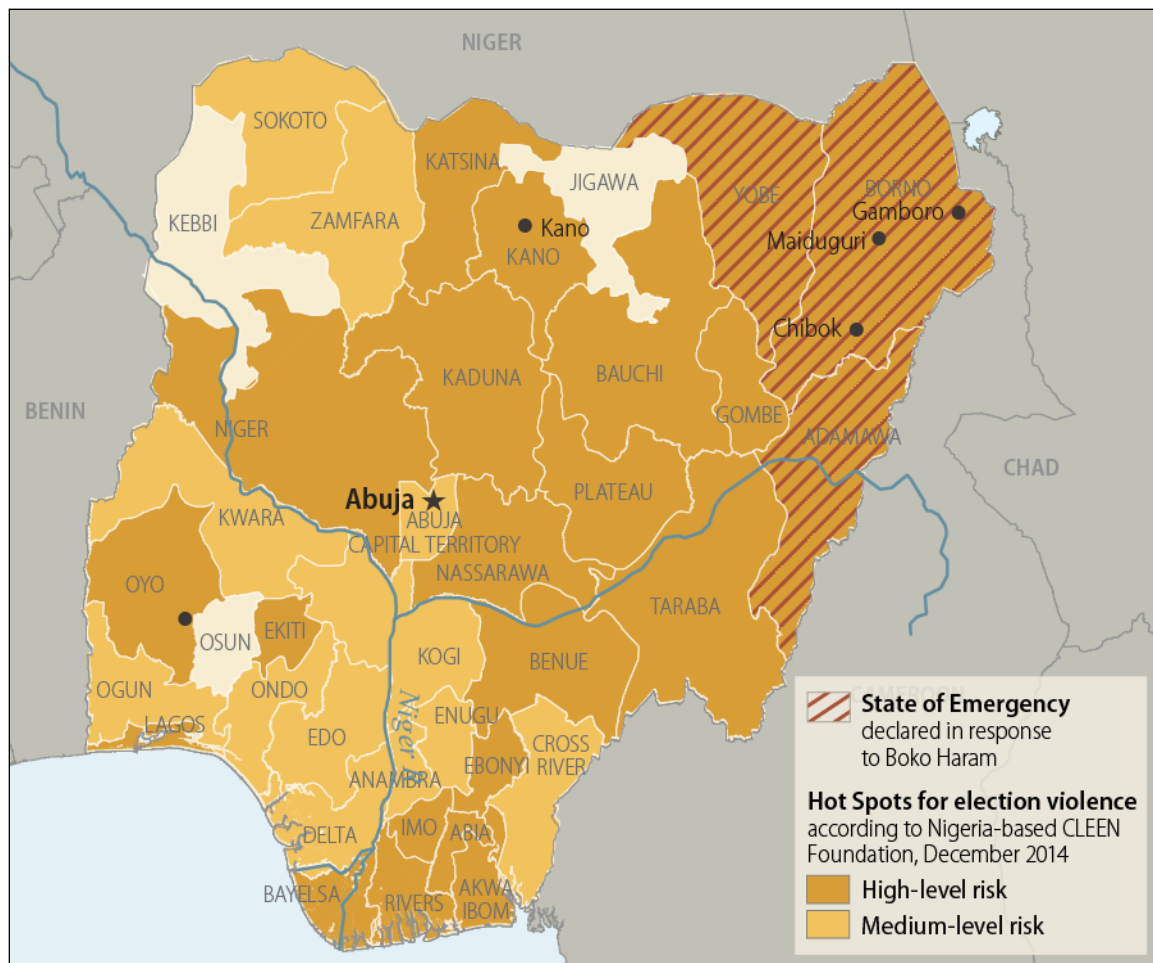 NIGER
SOKOTO
KATSINA
JIGAWA
YOBE
BORNO
KEBBI
ZAMFARA
Kano
KANO
Gamboro
Maiduguri
Chibok
KADUNA
BAUCHI
GOMBE
ADAMAWA
BENIN
NIGER
CHAD
PLATEAU
Abuja
ABUJA
CAPITAL TERRITORY
KWARA
NASSARAWA
OYO
TARABA
OSUN
EKITI
KOGI
BENUE
OGUN
ONDO
LAGOS
EDO
Niger R.
ENUGU
EBONYI
CROSS
RIVER
ANAMBRA
DELTA
IMO
ABIA
BAYELSA
RIVERS
AKWA
IBOM
CAMEROON
State of Emergency
declared in response
to Boko Haram
Hot Spots for election violence
according to Nigeria-based CLEEN
Foundation, December 2014
High-level risk
Medium-level risk